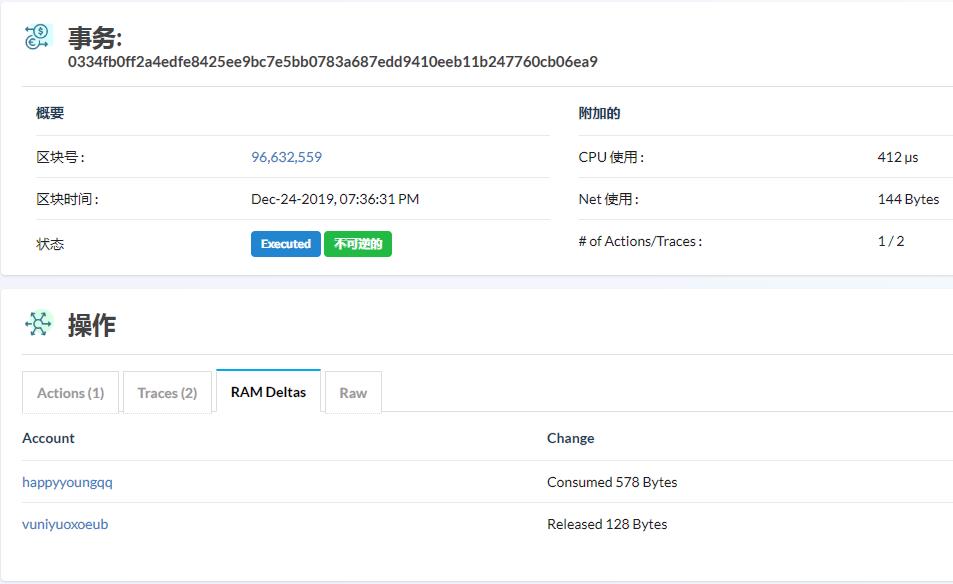 事务:
0334fb0ff2a4edfe8425ee9bc7e5bb0783a687edd9410eeb11b247760cb06ea9
概要
区块号: 96,632,559
区块时间: Dec-24-2019, 07:36:31 PM
状态 Executed 不可逆的
附加的
CPU 使用: 412 µs
Net 使用: 144 Bytes
# of Actions/Traces: 1 / 2
操作
Actions (1) Traces (2) RAM Deltas Raw
Account Change
happyyoungqq Consumed 578 Bytes
vuniyuoxoeub Released 128 Bytes